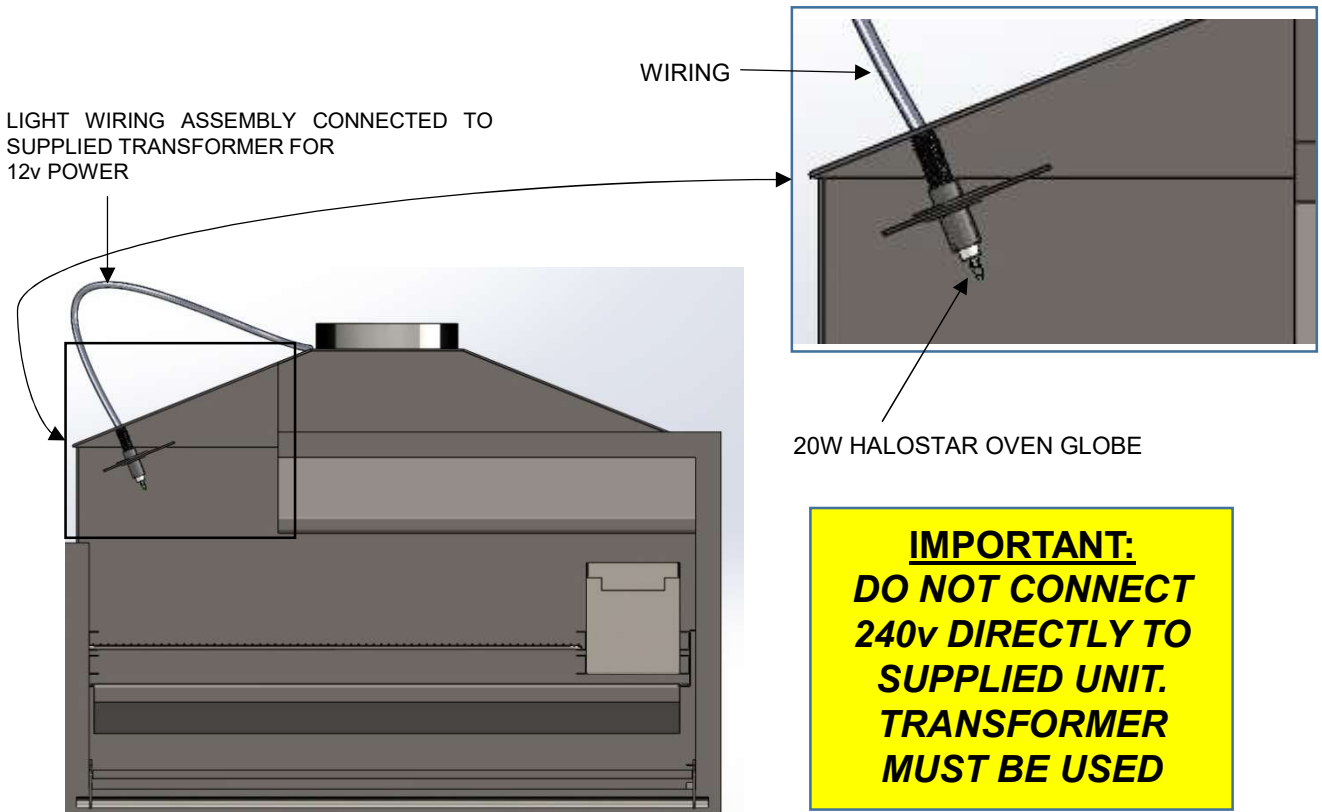 WIRING
LIGHT WIRING ASSEMBLY CONNECTED TO
SUPPLIED TRANSFORMER FOR
12v POWER
20W HALOSTAR OVEN GLOBE
IMPORTANT:
DO NOT CONNECT
240v DIRECTLY TO
SUPPLIED UNIT.
TRANSFORMER
MUST BE USED